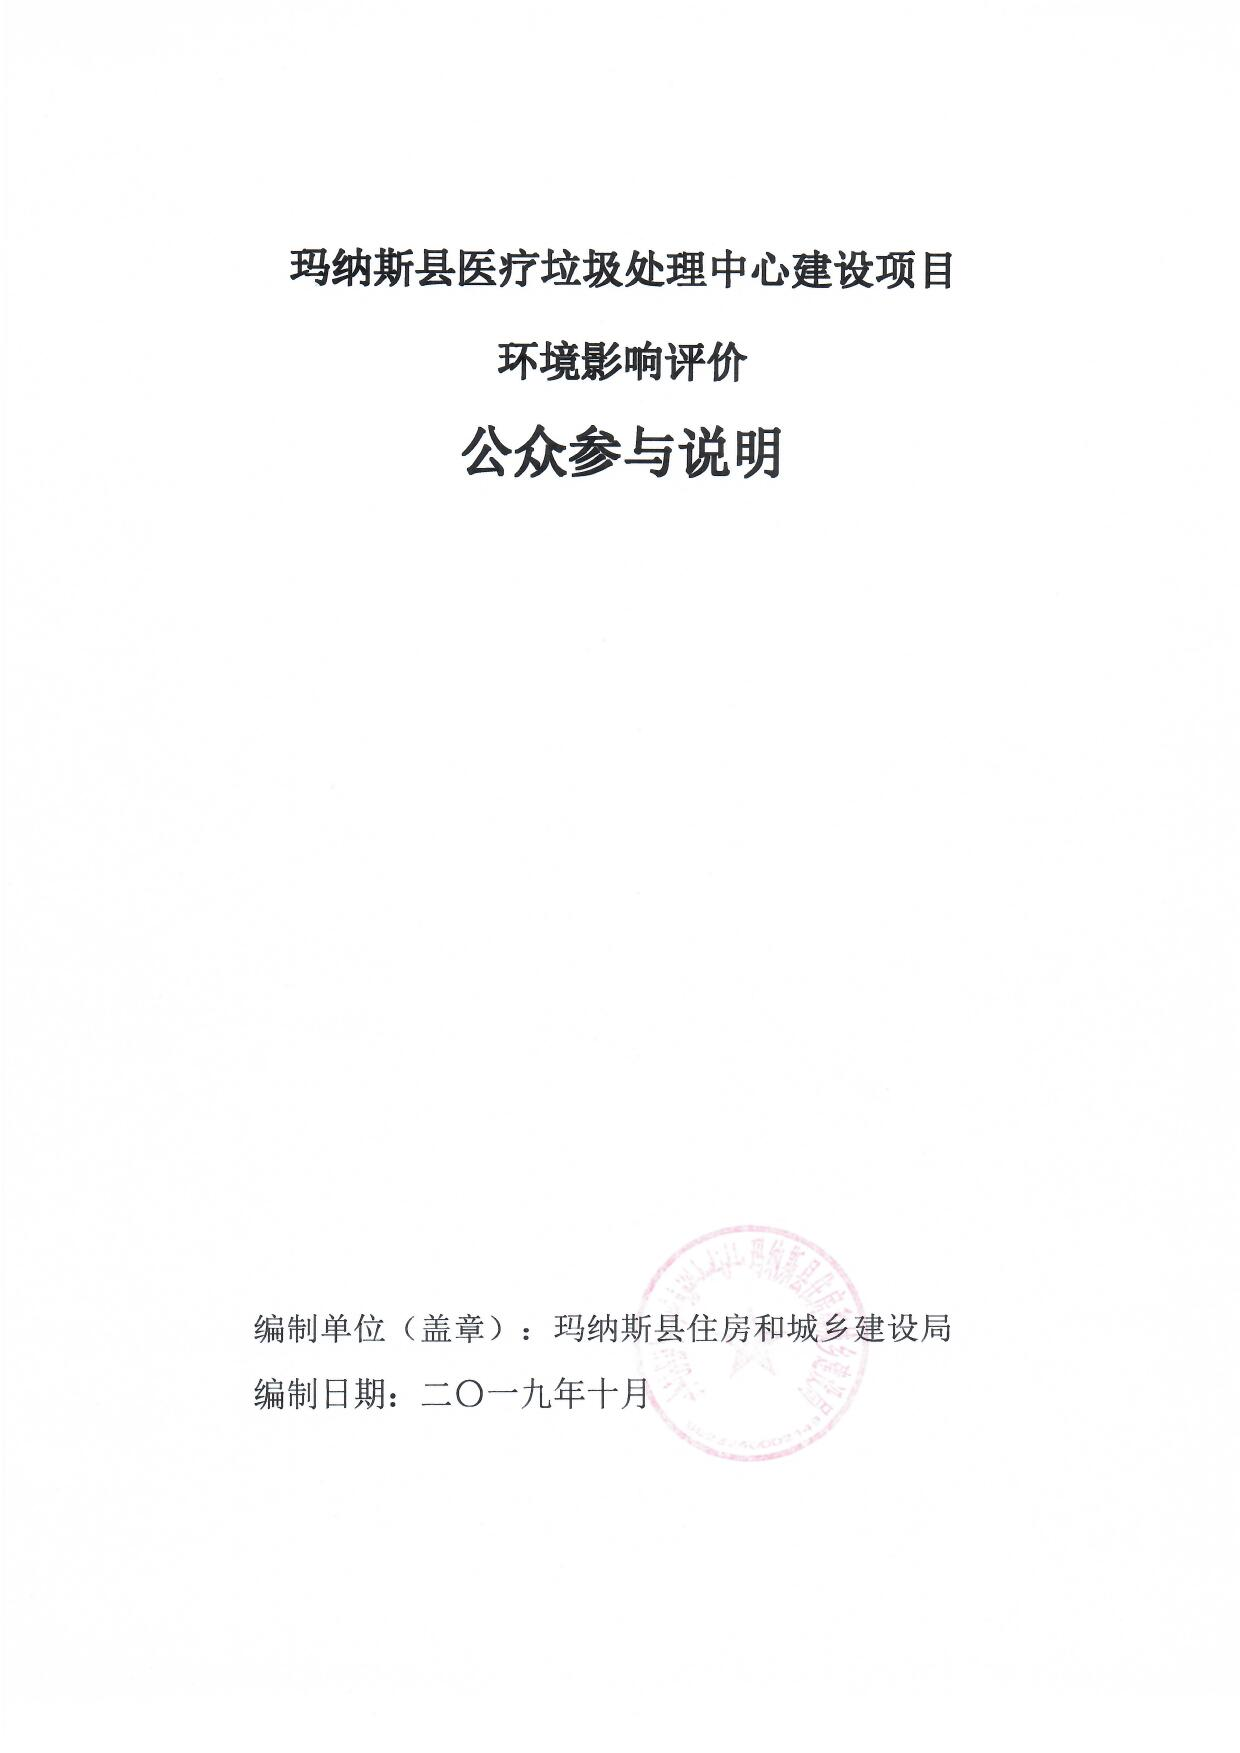 玛纳斯县医疗垃圾处理中心建设项目
环境影响评价
公众参与说明
编制单位（盖章）：玛纳斯县住房和城乡建设局
编制日期：二〇一九年十月